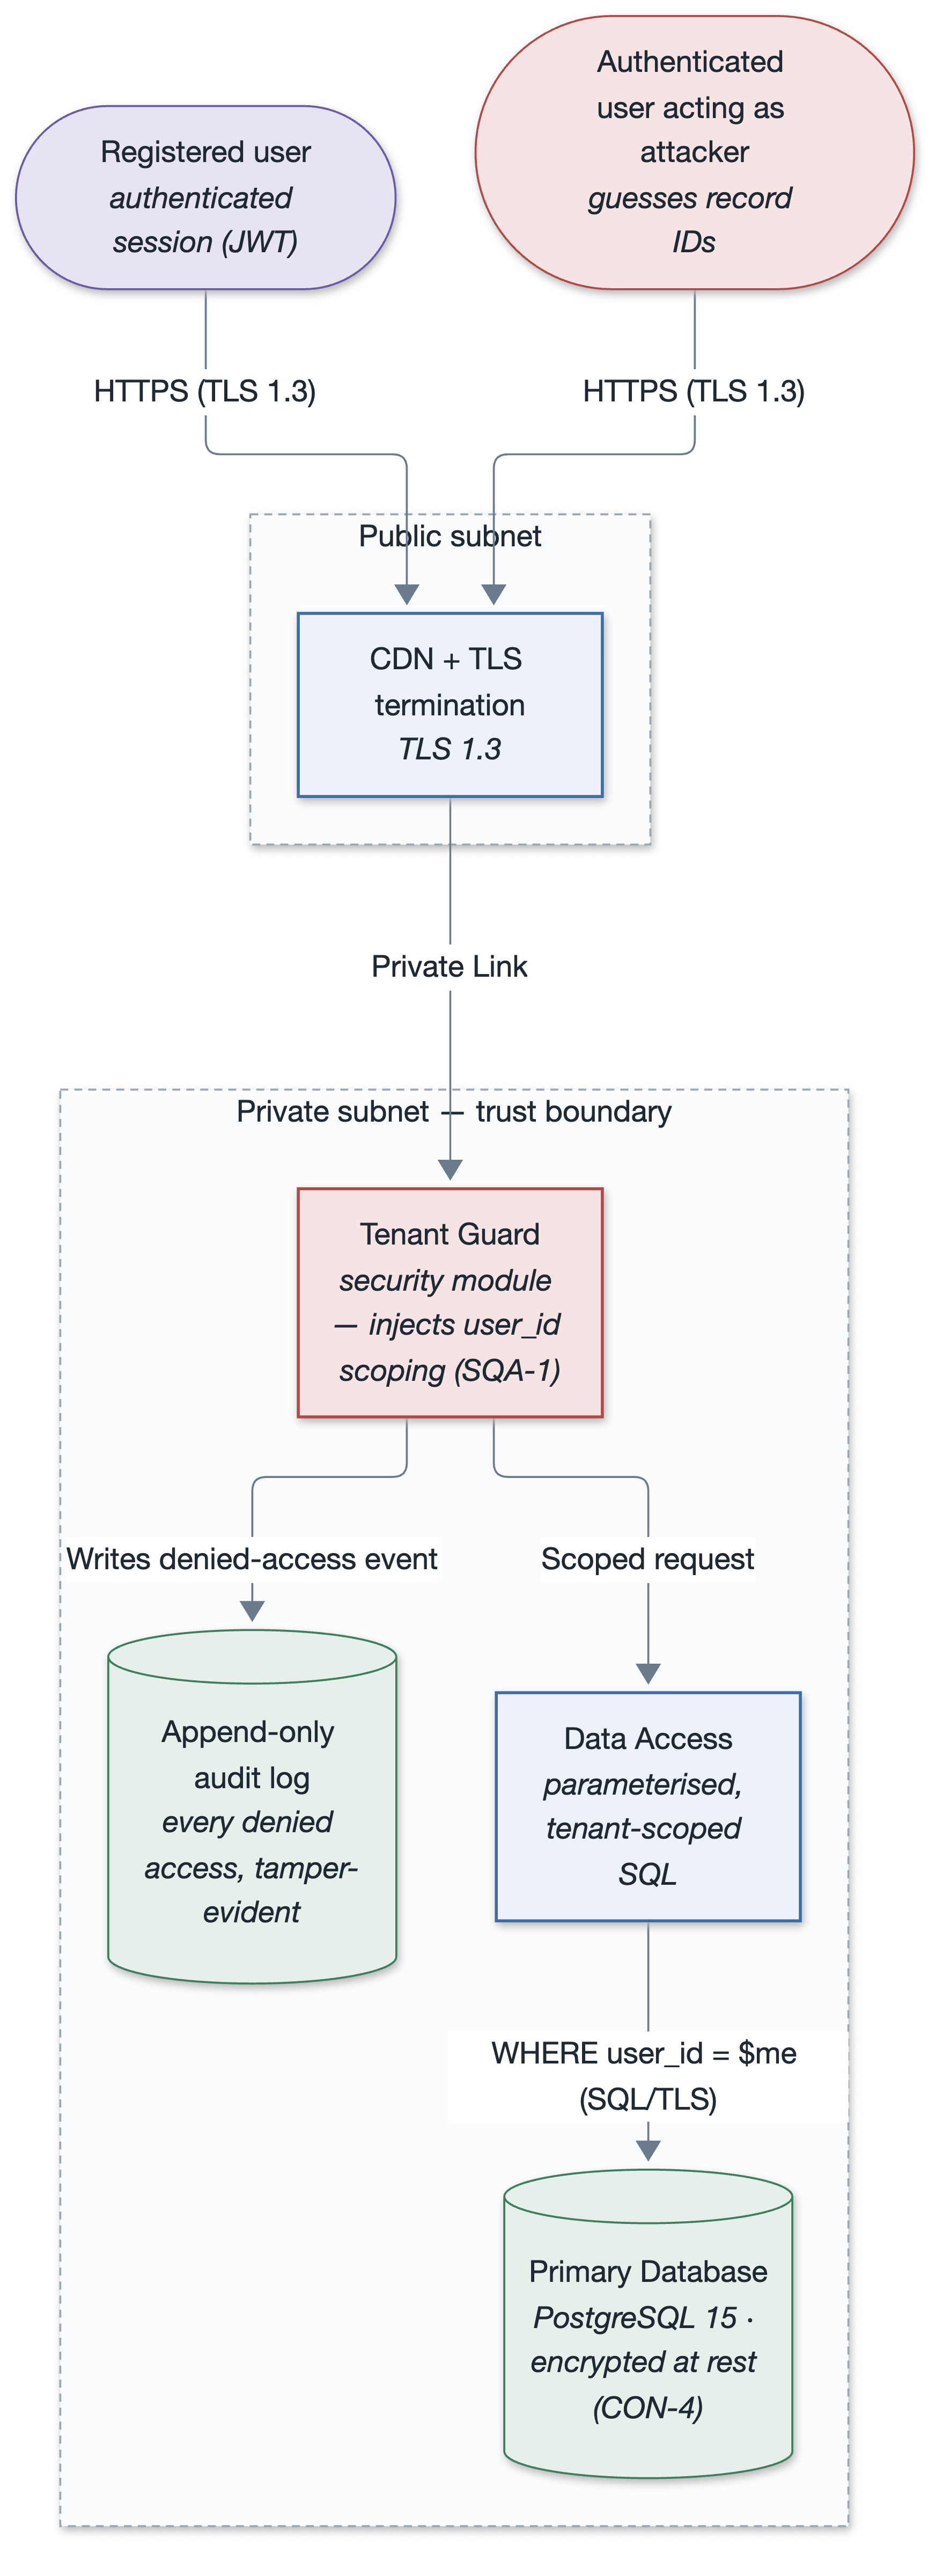 Registered user
authenticated
session (JWT)
Authenticated
user acting as
attacker
guesses record
IDs
HTTPS (TLS 1.3)
HTTPS (TLS 1.3)
Public subnet
CDN + TLS
termination
TLS 1.3
Private Link
Private subnet — trust boundary
Tenant Guard
security module
— injects user_id
scoping (SQA-1)
Writes denied-access event
Scoped request
Append-only
audit log
every denied
access, tamper-
evident
Data Access
parameterised,
tenant-scoped
SQL
WHERE user_id = $me
(SQL/TLS)
Primary Database
PostgreSQL 15 ·
encrypted at rest
(CON-4)